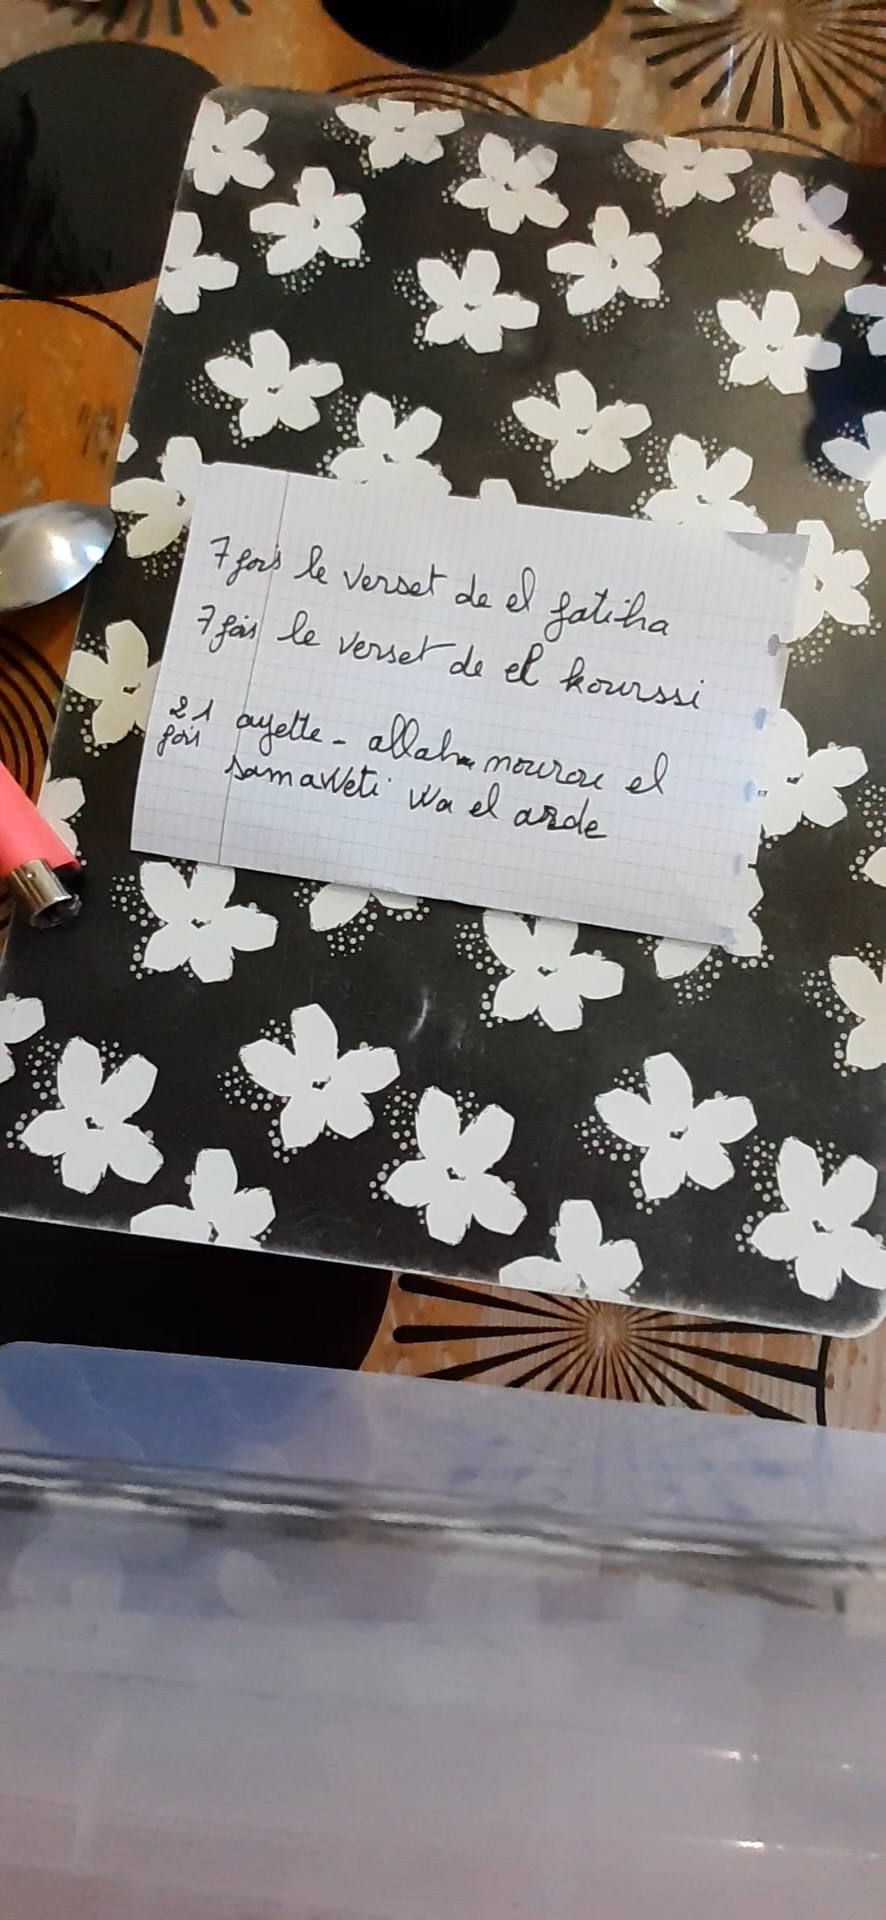 7 fois le verset de el fatiha
7 fois le verset de el kourssi
21 fois ayette - allah nourou el
samaweti wa el arde